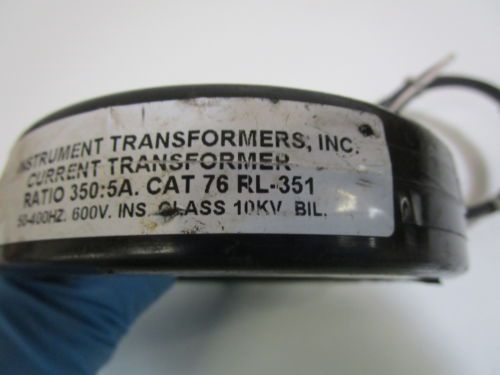 INSTRUMENT TRANSFORMERS, INC.
CURRENT TRANSFORMER
RATIO 350:5A. CAT 76 RL-351
50-400HZ. 600V. INS. CLASS 10KV. BIL.